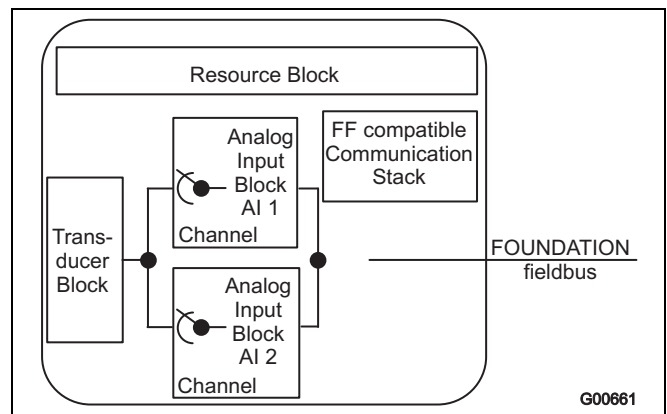 Resource Block
Analog
Input
Block
AI 1
Channel
FF compatible
Communication
Stack
Trans-
ducer
Block
Analog
Input
Block
AI 2
Channel
FOUNDATION
fieldbus
G00661